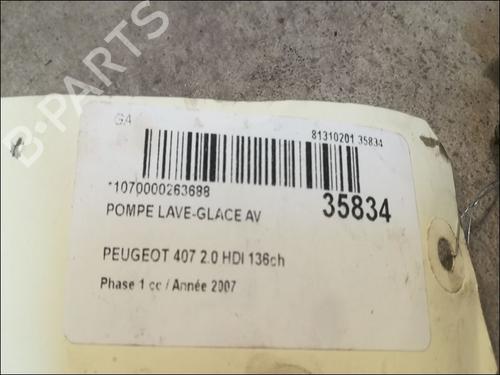 B-PARTS
GA
81310201 35834
*1070000263688
35834
POMPE LAVE-GLACE AV
PEUGEOT 407 2.0 HDI 136ch
Phase 1 cc / Année 2007